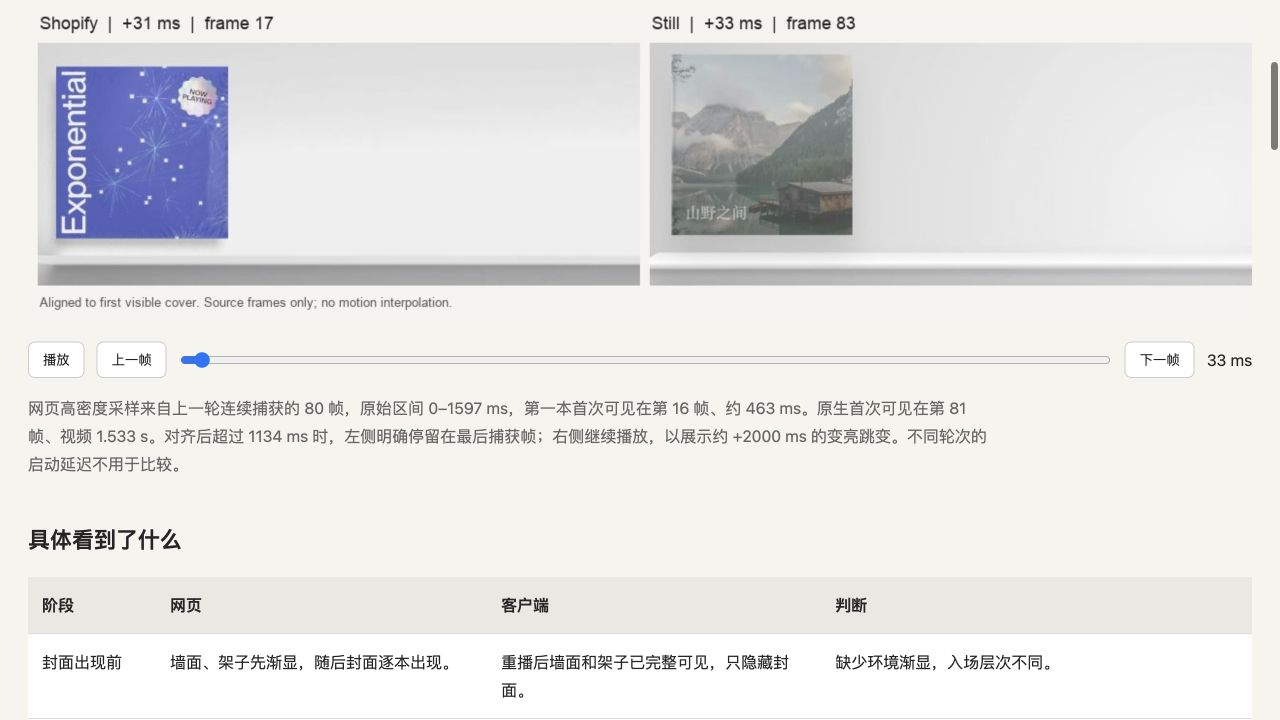 Shopify | +31 ms | frame 17
Still | +33 ms | frame 83
Exponential
NOW
PLAYING
山野之间
Aligned to first visible cover. Source frames only; no motion interpolation.
播放
上一帧
下一帧
33 ms
网页高密度采样来自上一轮连续捕获的 80 帧，原始区间 0–1597 ms，第一本首次可见在第 16 帧、约 463 ms。原生首次可见在第 81
帧、视频 1.533 s。对齐后超过 1134 ms 时，左侧明确停留在最后捕获帧；右侧继续播放，以展示约 +2000 ms 的变亮跳变。不同轮次的
启动延迟不用于比较。
具体看到了什么
阶段 网页 客户端 判断
封面出现前 墙面、架子先渐显，随后封面逐本出现。 重播后墙面和架子已完整可见，只隐藏封 缺少环境渐显，入场层次不同。
面。